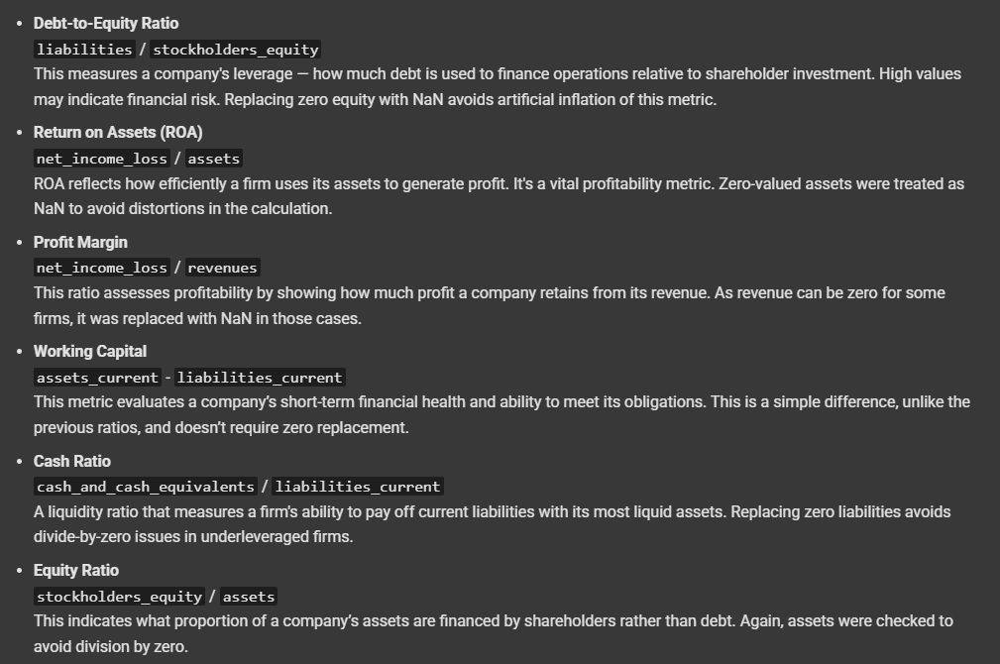 • Debt-to-Equity Ratio
liabilities / stockholders_equity
This measures a company's leverage — how much debt is used to finance operations relative to shareholder investment. High values
may indicate financial risk. Replacing zero equity with NaN avoids artificial inflation of this metric.
• Return on Assets (ROA)
net_income_loss / assets
ROA reflects how efficiently a firm uses its assets to generate profit. It's a vital profitability metric. Zero-valued assets were treated as
NaN to avoid distortions in the calculation.
• Profit Margin
net_income_loss / revenues
This ratio assesses profitability by showing how much profit a company retains from its revenue. As revenue can be zero for some
firms, it was replaced with NaN in those cases.
• Working Capital
assets_current - liabilities_current
This metric evaluates a company’s short-term financial health and ability to meet its obligations. This is a simple difference, unlike the
previous ratios, and doesn’t require zero replacement.
• Cash Ratio
cash_and_cash_equivalents / liabilities_current
A liquidity ratio that measures a firm's ability to pay off current liabilities with its most liquid assets. Replacing zero liabilities avoids
divide-by-zero issues in underleveraged firms.
• Equity Ratio
stockholders_equity / assets
This indicates what proportion of a company’s assets are financed by shareholders rather than debt. Again, assets were checked to
avoid division by zero.